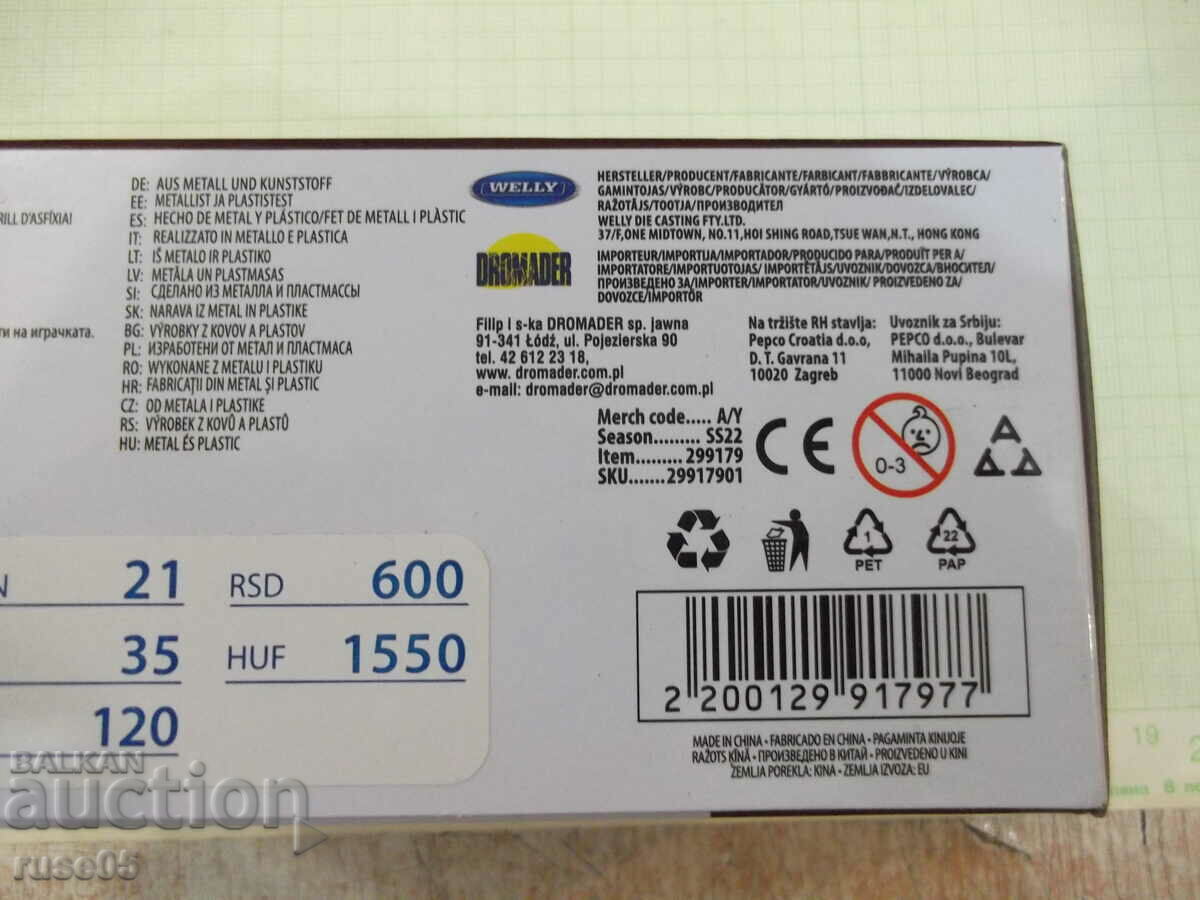 RILL D'ASFÍXIA!
ти на играчката.
DE: AUS METALL UND KUNSTSTOFF
EE: METALLIST JA PLASTISTEST
ES: HECHO DE METAL Y PLÁSTICO/FET DE METALL I PLÀSTIC
IT: REALIZZATO IN METALLO E PLASTICA
LT: IŠ METALO IR PLASTIKO
LV: METĀLA UN PLASTMASAS
SI: СДЕЛАНО ИЗ МЕТАЛЛА И ПЛАСТМАССЫ
SK: NARAVA IZ METAL IN PLASTIKE
BG: VÝROBKY Z KOVOV A PLASTOV
PL: ИЗРАБОТЕНИ ОТ МЕТАЛ И ПЛАСТМАСА
RO: WYKONANE Z METALU I PLASTIKU
HR: FABRICAȚII DIN METAL ȘI PLASTIC
CZ: OD METALA I PLASTIKE
RS: VÝROBEK Z KOVŮ A PLASTŮ
HU: METAL ÉS PLASTIC
WELLY
HERSTELLER/PRODUCENT/FABRICANTE/FARBICANT/FABBRICANTE/VÝROBCA/
GAMINTOJAS/VÝROBC/PRODUCĂTOR/GYÁRTÓ/PROIZVOĐAČ/IZDELOVALEC/
RAŽOTĀJS/TOOTJA/ПРОИЗВОДИТЕЛ
WELLY DIE CASTING FTY.LTD.
37/F,ONE MIDTOWN, NO.11,HOI SHING ROAD,TSUE WAN,N.T., HONG KONG
DROMADER
IMPORTEUR/IMPORTIJA/IMPORTADOR/PRODUCIDO PARA/PRODUÏT PER A/
IMPORTATORE/IMPORTUOTOJAS/ IMPORTĒTĀJS/UVOZNIK/DOVOZCA/ВНОСИТЕЛ/
ПРОИЗВЕДЕНО ЗА/IMPORTER/IMPORTATOR/UVOZNIK/ PROIZVEDENO ZA/
DOVOZCE/IMPORTŐR
Filip i s-ka DROMADER sp. jawna
91-341 Łódź, ul. Pojezierska 90
tel. 42 612 23 18,
www. dromader.com.pl
e-mail: dromader@dromader.com.pl
Na tržište RH stavlja:
Pepco Croatia d.o.o,
D. T. Gavrana 11
10020 Zagreb
Uvoznik za Srbiju:
PEPCO d.o.o., Bulevar
Mihaila Pupina 10L,
11000 Novi Beograd
Merch code..... A/Y
Season......... SS22
Item......... 299179
SKU....... 29917901
CE
0-3
1
PET
22
PAP
N 21
RSD 600
35
HUF 1550
120
2 200129 917977
MADE IN CHINA • FABRICADO EN CHINA • PAGAMINTA KINIJOJE
RAŽOTS ĶĪNĀ • ПРОИЗВЕДЕНО В КИТАЙ • PROIZVEDENO U KINI
ZEMLJA POREKLA: KINA • ZEMLJA IZVOZA: EU
19
2
BALKAN
auction
ruse05